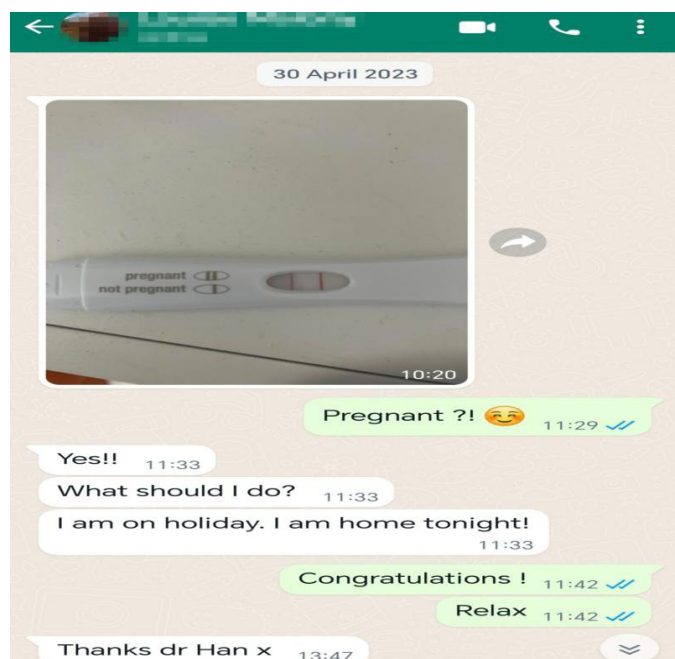 30 April 2023
pregnant
not pregnant
10:20
Pregnant ?! 😊 11:29
Yes!! 11:33
What should I do? 11:33
I am on holiday. I am home tonight!
11:33
Congratulations ! 11:42
Relax 11:42
Thanks dr Han x 13:47